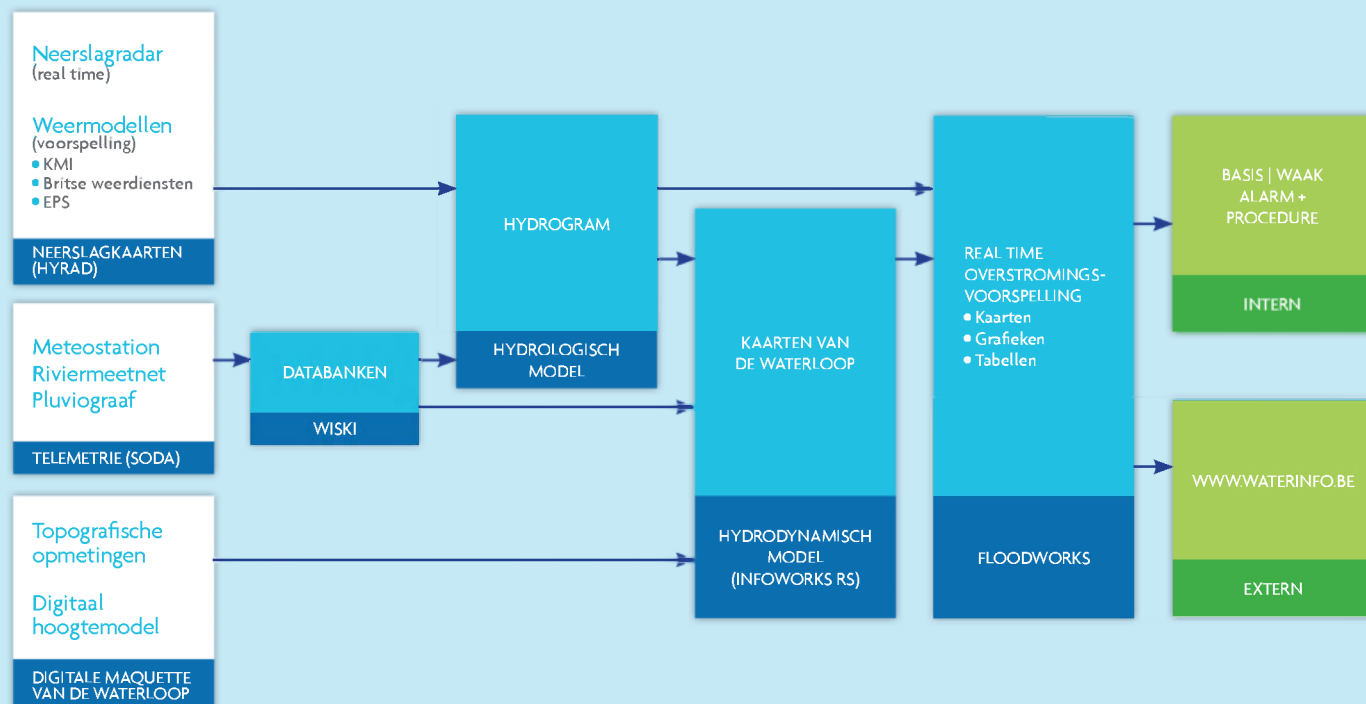 Neerslagradar
(real time)
Weermodellen
(voorspelling)
• KMI
• Britse weerdiensten
• EPS
NEERSLAGKAARTEN
(HYRAD)
Meteostation
Riviermeetnet
Pluviograaf
TELEMETRIE (SODA)
Topografische
opmetingen
Digitaal
hoogtemodel
DIGITALE MAQUETTE
VAN DE WATERLOOP
DATABANKEN
WISKI
HYDROGRAM
HYDROLOGISCH
MODEL
KAARTEN VAN
DE WATERLOOP
HYDRODYNAMISCH
MODEL
(INFOWORKS RS)
REAL TIME
OVERSTROMINGS-
VOORSPELLING
• Kaarten
• Grafieken
• Tabellen
FLOODWORKS
BASIS | WAAK
ALARM +
PROCEDURE
INTERN
WWW.WATERINFO.BE
EXTERN